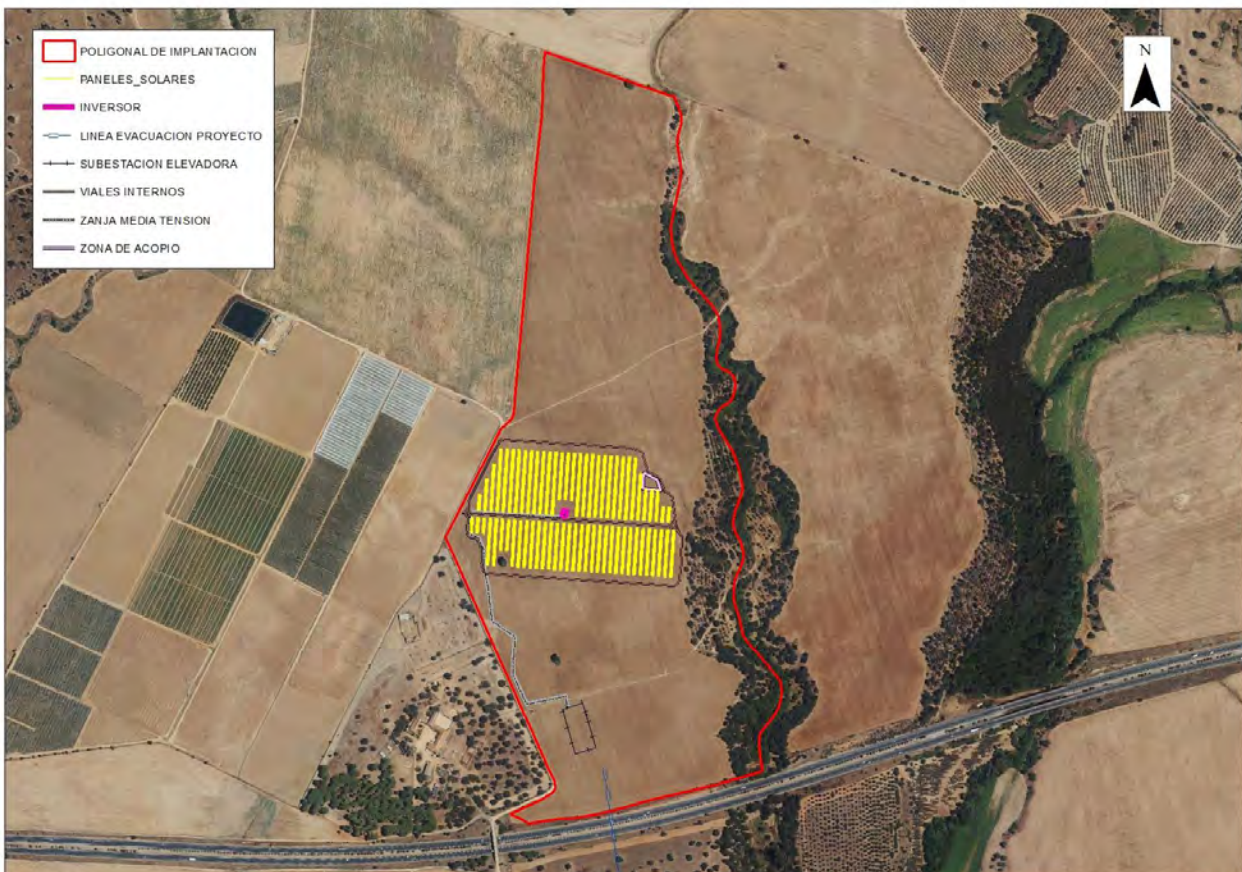 POLIGONAL DE IMPLANTACION
PANELES_SOLARES
INVERSOR
LINEA EVACUACION PROYECTO
SUBESTACION ELEVADORA
VIALES INTERNOS
ZANJA MEDIA TENSION
ZONA DE ACOPIO
N